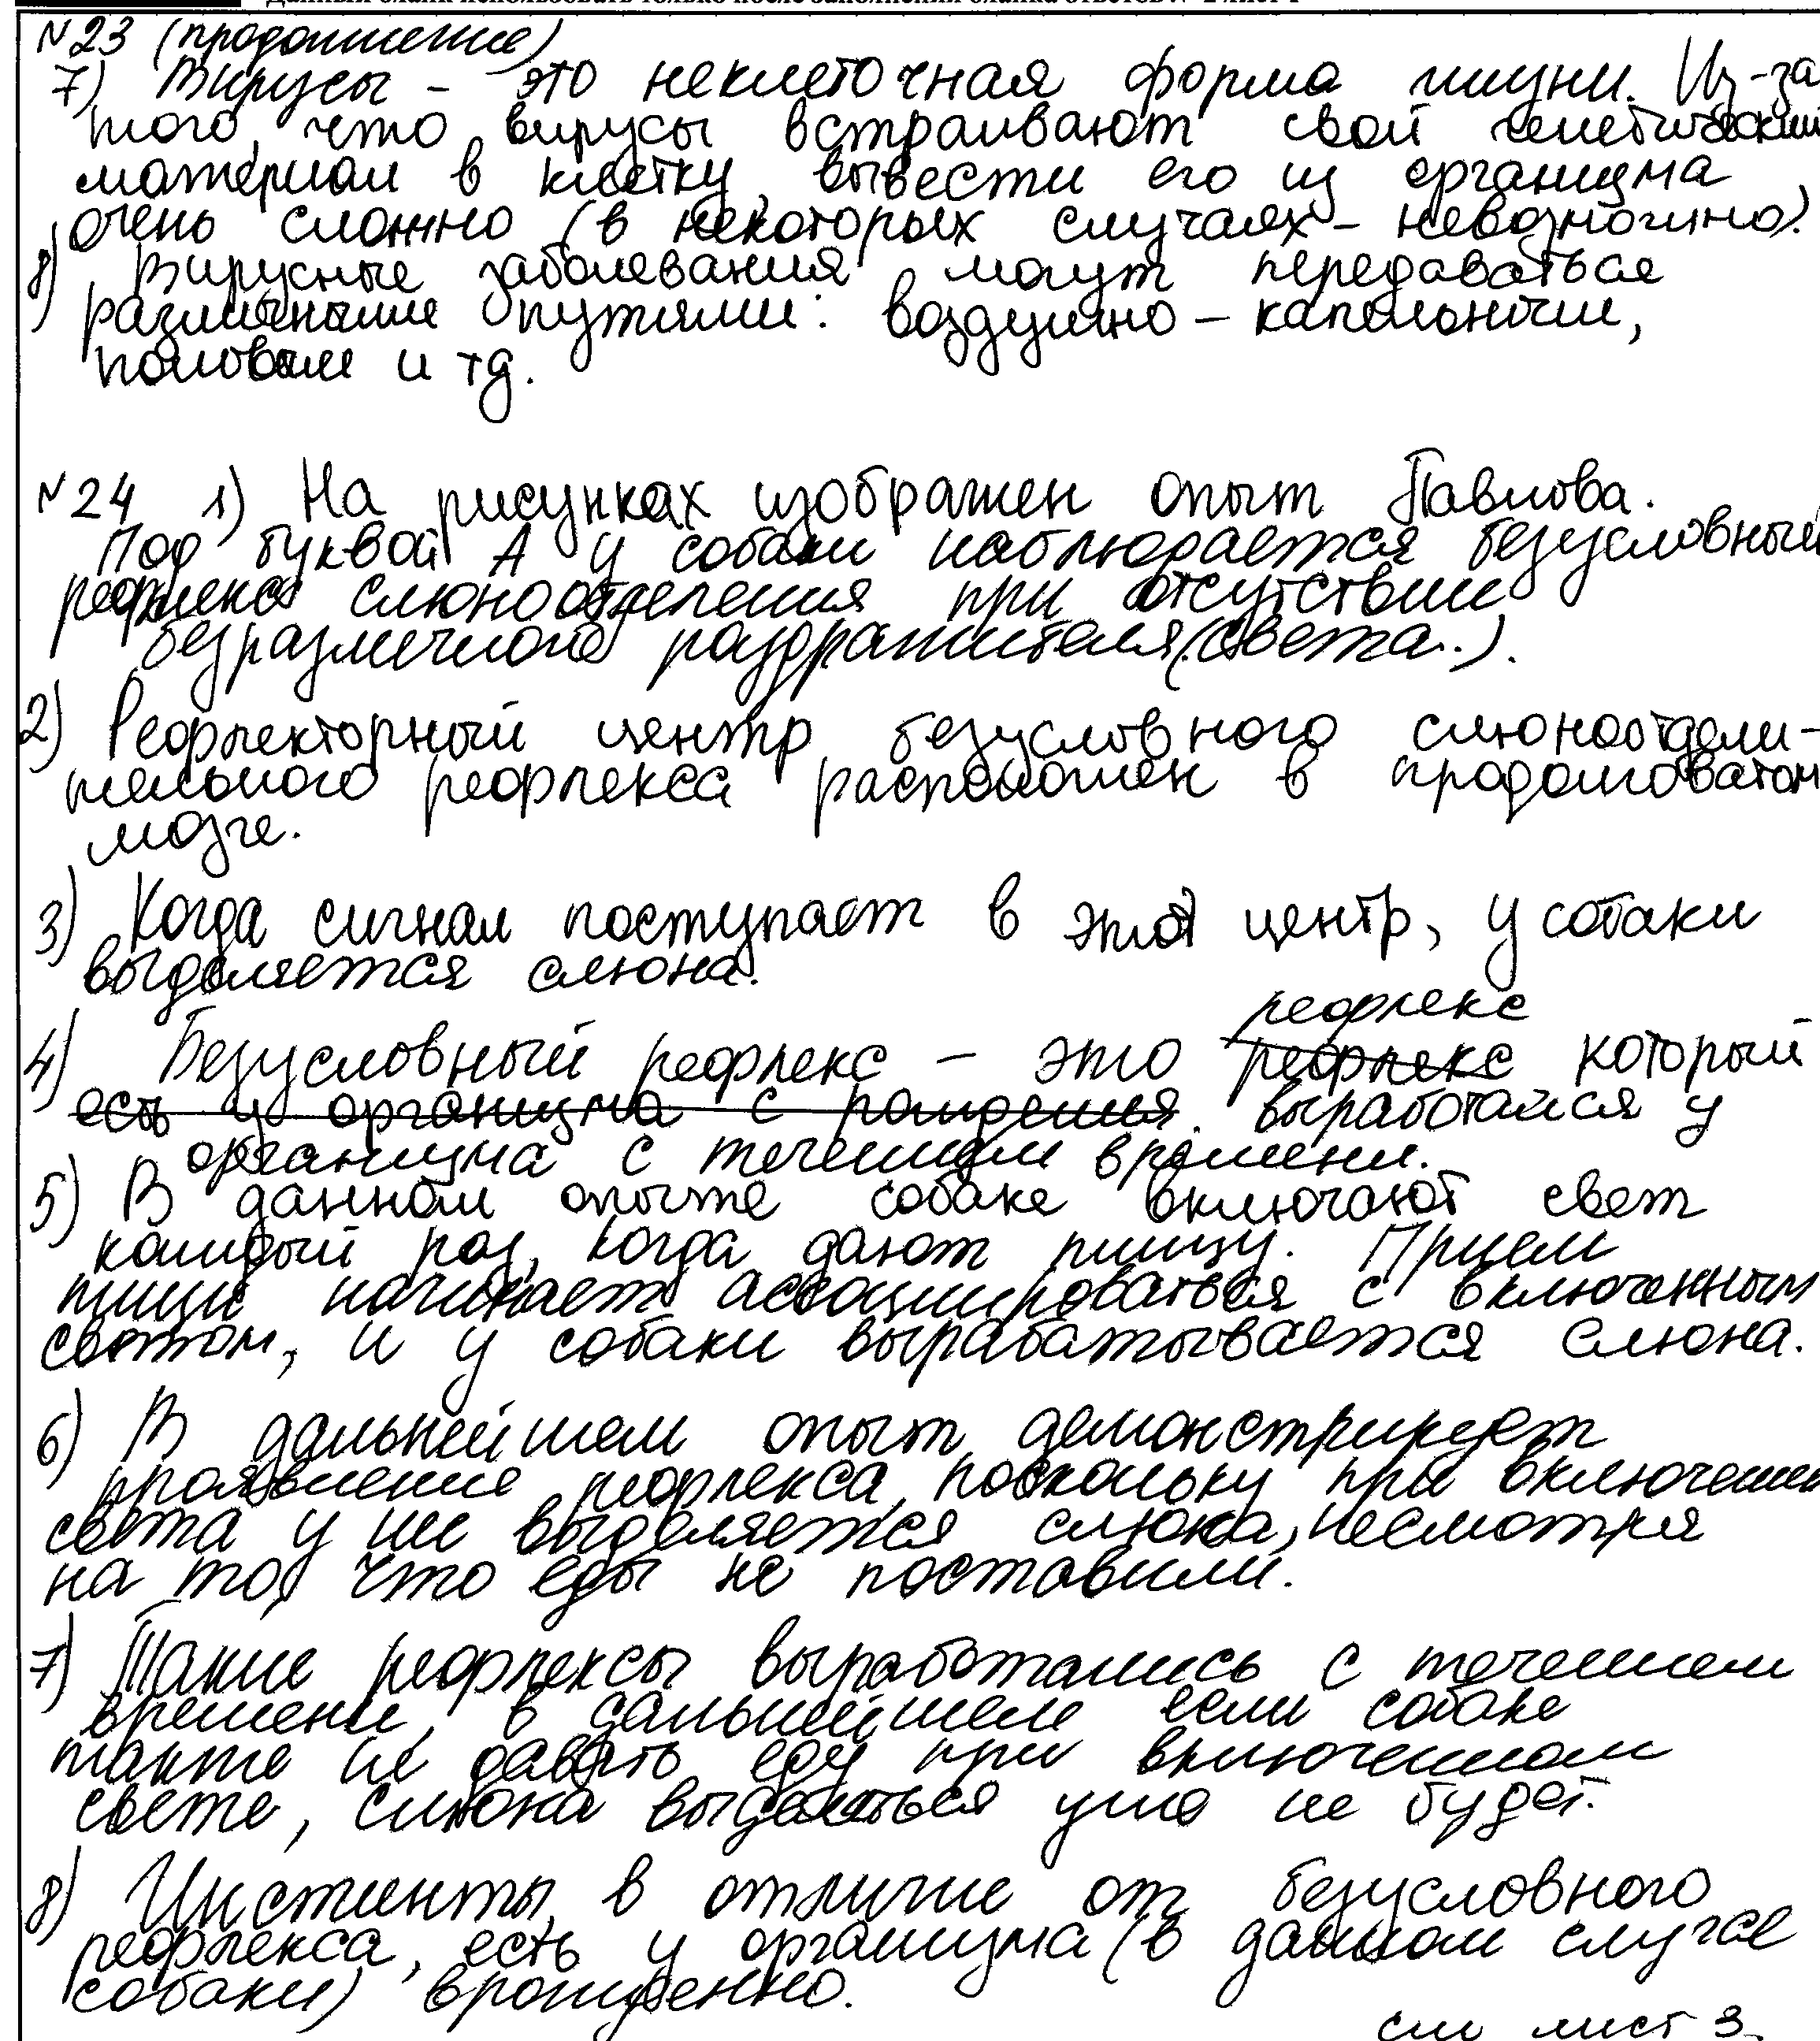 Данный бланк использовать только после заполнения бланка ответов № 2 лист 1
№23 (продолжение)
7) Вирусы - это неклеточная форма жизни. Из-за
того, что вирусы встраивают свой генетический
материал в клетку, вывести его из организма
очень сложно (в некоторых случаях - невозможно).
8) Вирусные заболевания могут передаваться
различными путями: воздушно - капельным,
половым и тд.
№24 1) На рисунках изображен опыт Павлова.
Под буквой А у собаки наблюдается безусловный
рефлекс слюноотделения при отсутствии
безразличного раздражителя (света..).
2) Рефлекторный центр безусловного слюноотдели-
тельного рефлекса расположен в продолговатом
мозге.
3) Когда сигнал поступает в этот центр, у собаки
выделяется слюна.
рефлекс
4) Безусловный рефлекс - это рефлекс который
есть у организма с рождения. выработался у
организма с течением времени.
5) В данном опыте собаке включают свет
каждый раз, когда дают пищу. Прием
пищи начинает ассоциироваться с включенным
светом, и у собаки вырабатывается слюна.
6) В дальнейшем опыт демонстрирует
проявление рефлекса, поскольку при включении
света у нее выделяется слюна, несмотря
на то, что еды не поставили.
7) Такие рефлексы выработались с течением
времени, в дальнейшем если собаке
также не давать еду при включенном
свете, слюна выделяться уже не будет.
8) Инстинкты, в отличие от безусловного
рефлекса, есть у организма (в данном случае
собаки) врожденно.
см лист 3.